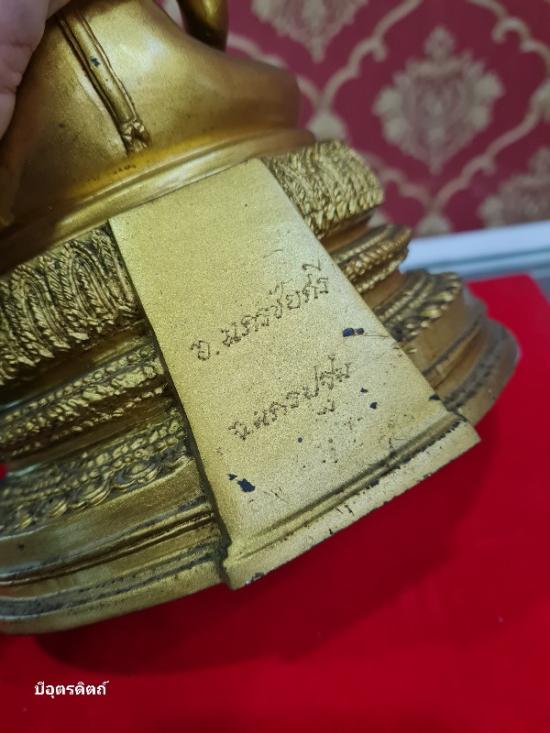 อ. นครชัยศรี
จ. นครปฐม
บีอุตรดิตถ์